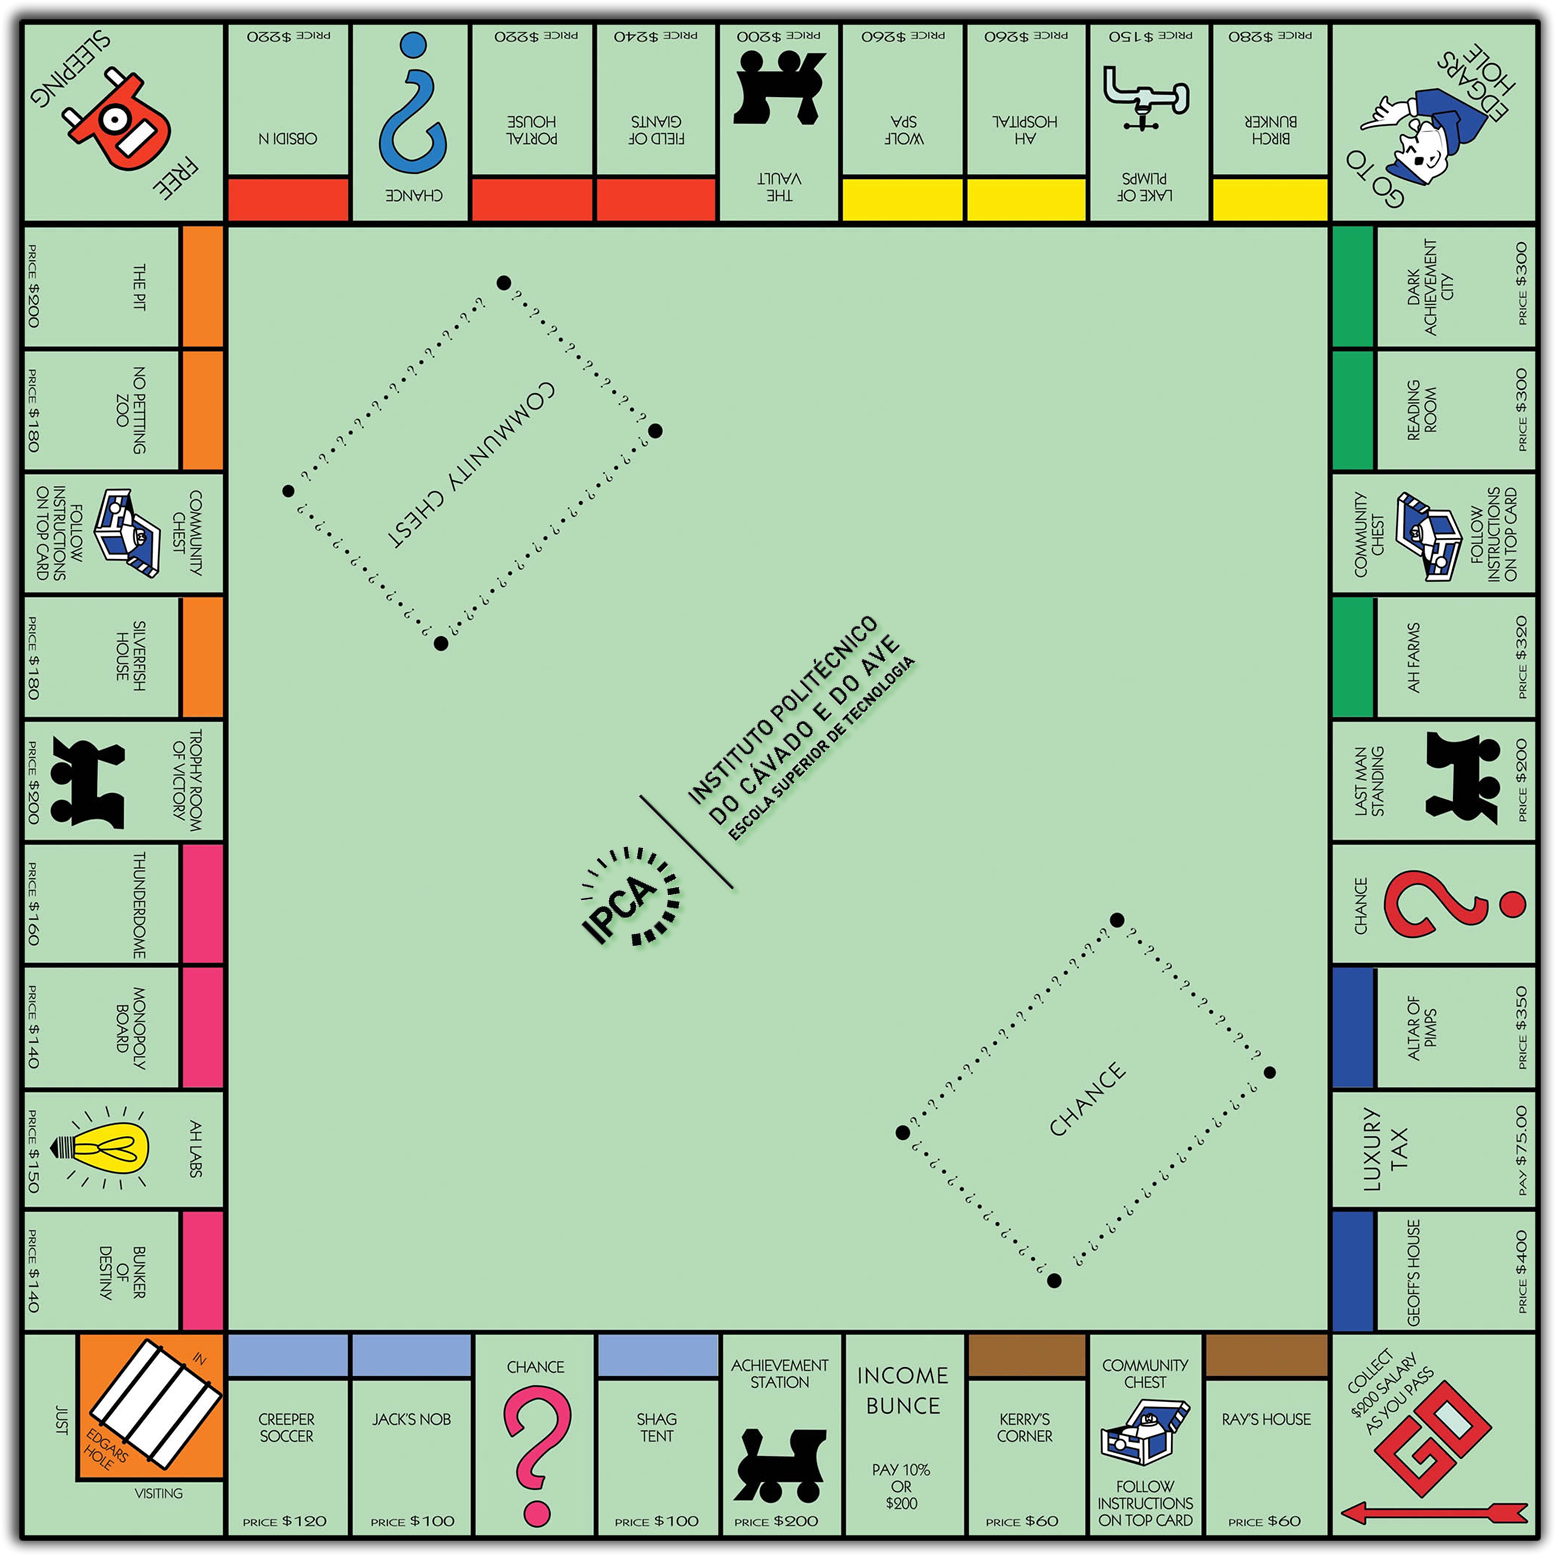 SLEEPING
FREE
PRICE $220
OBSIDI N
CHANCE
PRICE $220
PORTAL
HOUSE
PRICE $240
FIELD OF
GIANTS
PRICE $200
THE
VAULT
PRICE $260
WOLF
SPA
PRICE $260
AH
HOSPITAL
PRICE $150
LAKE OF
PLIMPS
PRICE $280
BIRCH
BUNKER
GO TO
EDGARS
HOLE
DARK
ACHIEVEMENT
CITY
PRICE $300
READING
ROOM
PRICE $300
COMMUNITY
CHEST
FOLLOW
INSTRUCTIONS
ON TOP CARD
AH FARMS
PRICE $320
LAST MAN
STANDING
PRICE $200
CHANCE
ALTAR OF
PIMPS
PRICE $350
LUXURY
TAX
PAY $75.00
GEOFF'S HOUSE
PRICE $400
COLLECT
$200 SALARY
AS YOU PASS
GO
RAY'S HOUSE
PRICE $60
COMMUNITY
CHEST
FOLLOW
INSTRUCTIONS
ON TOP CARD
KERRY'S
CORNER
PRICE $60
INCOME
BUNCE
PAY 10%
OR
$200
ACHIEVEMENT
STATION
PRICE $200
SHAG
TENT
PRICE $100
CHANCE
JACK'S NOB
PRICE $100
CREEPER
SOCCER
PRICE $120
IN
EDGARS
HOLE
JUST
VISITING
BUNKER
OF
DESTINY
PRICE $140
AH LABS
PRICE $150
MONOPOLY
BOARD
PRICE $140
THUNDERDOME
PRICE $160
TROPHY ROOM
OF VICTORY
PRICE $200
SILVERFISH
HOUSE
PRICE $180
COMMUNITY
CHEST
FOLLOW
INSTRUCTIONS
ON TOP CARD
NO PETTING
ZOO
PRICE $180
THE PIT
PRICE $200
COMMUNITY CHEST
IPCA
INSTITUTO POLITÉCNICO
DO CÁVADO E DO AVE
ESCOLA SUPERIOR DE TECNOLOGIA
CHANCE